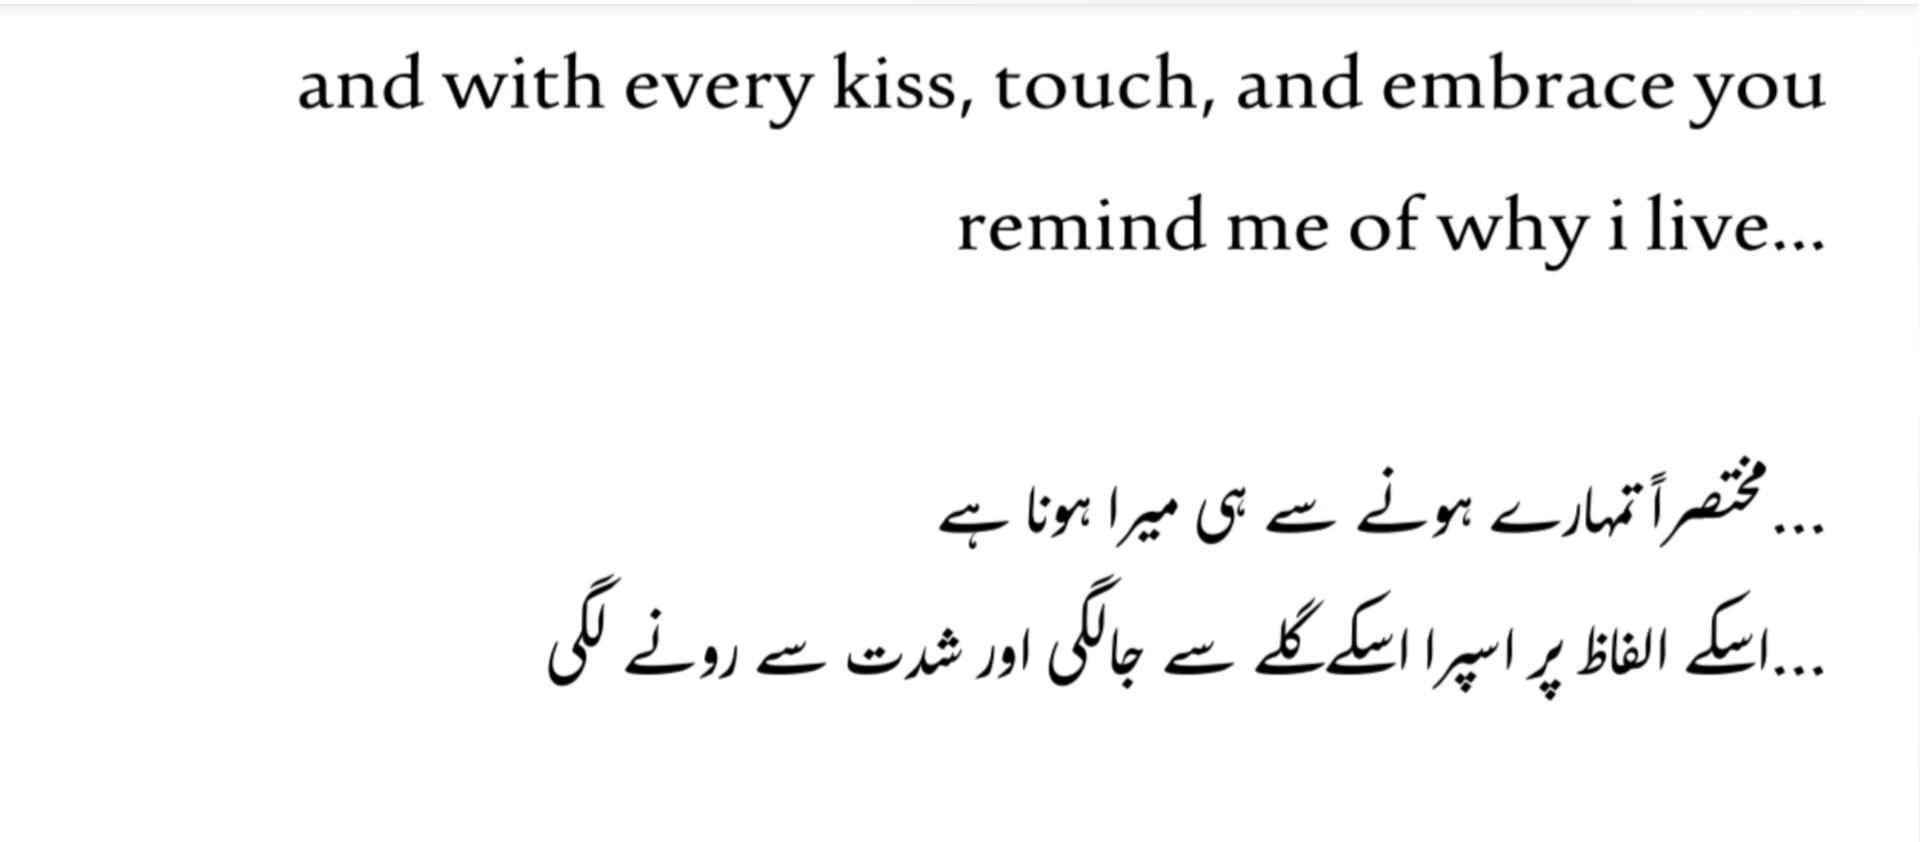 and with every kiss, touch, and embrace you
remind me of why i live...
...مختصراً تمہارے ہونے سے ہی میرا ہونا ہے
...اسکے الفاظ پر اسپرا اسکے گلے سے جالگی اور شدت سے رونے لگی